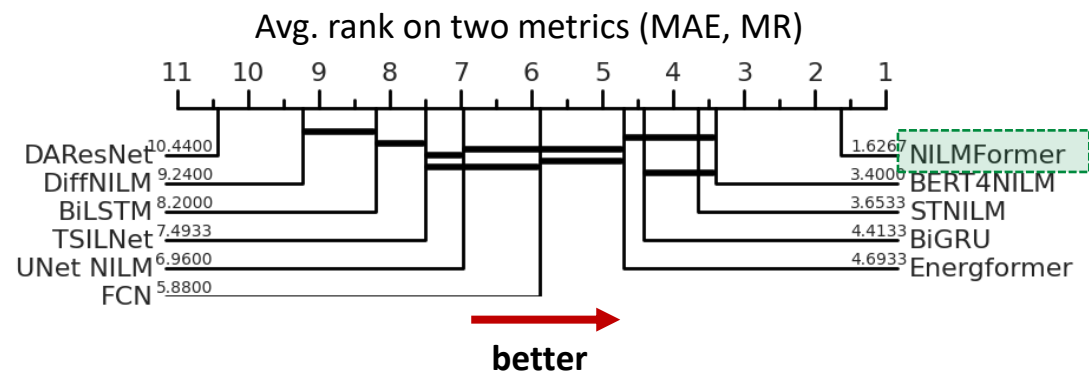 Avg. rank on two metrics (MAE, MR)
11 10 9 8 7 6 5 4 3 2 1
DAResNet 10.4400 1.6267 NILMFormer
DiffNILM 9.2400 3.4000 BERT4NILM
BiLSTM 8.2000 3.6533 STNILM
TSILNet 7.4933 4.4133 BiGRU
UNet NILM 6.9600 4.6933 Energformer
FCN 5.8800
better